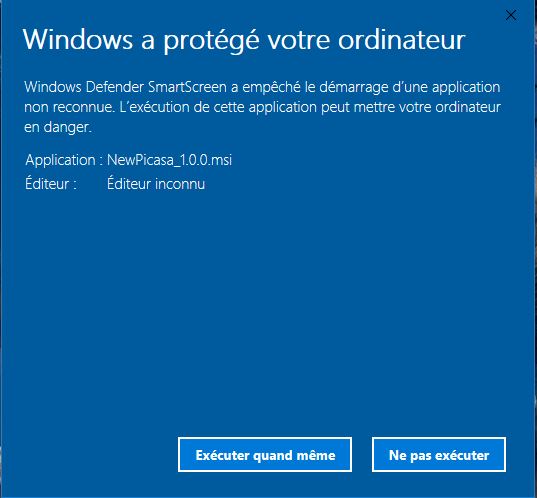 Windows a protégé votre ordinateur
Windows Defender SmartScreen a empêché le démarrage d’une application
non reconnue. L’exécution de cette application peut mettre votre ordinateur
en danger.
Application : NewPicasa_1.0.0.msi
Éditeur : Éditeur inconnu
Exécuter quand même
Ne pas exécuter